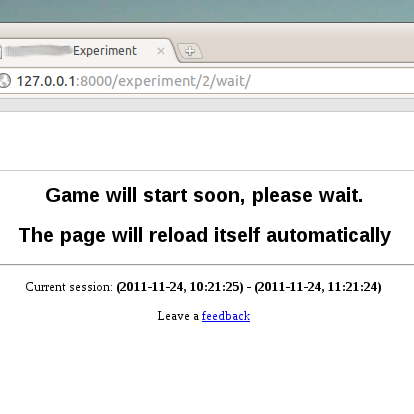 Experiment
127.0.0.1:8000/experiment/2/wait/
Game will start soon, please wait.
The page will reload itself automatically
Current session: (2011-11-24, 10:21:25) - (2011-11-24, 11:21:24)
Leave a feedback